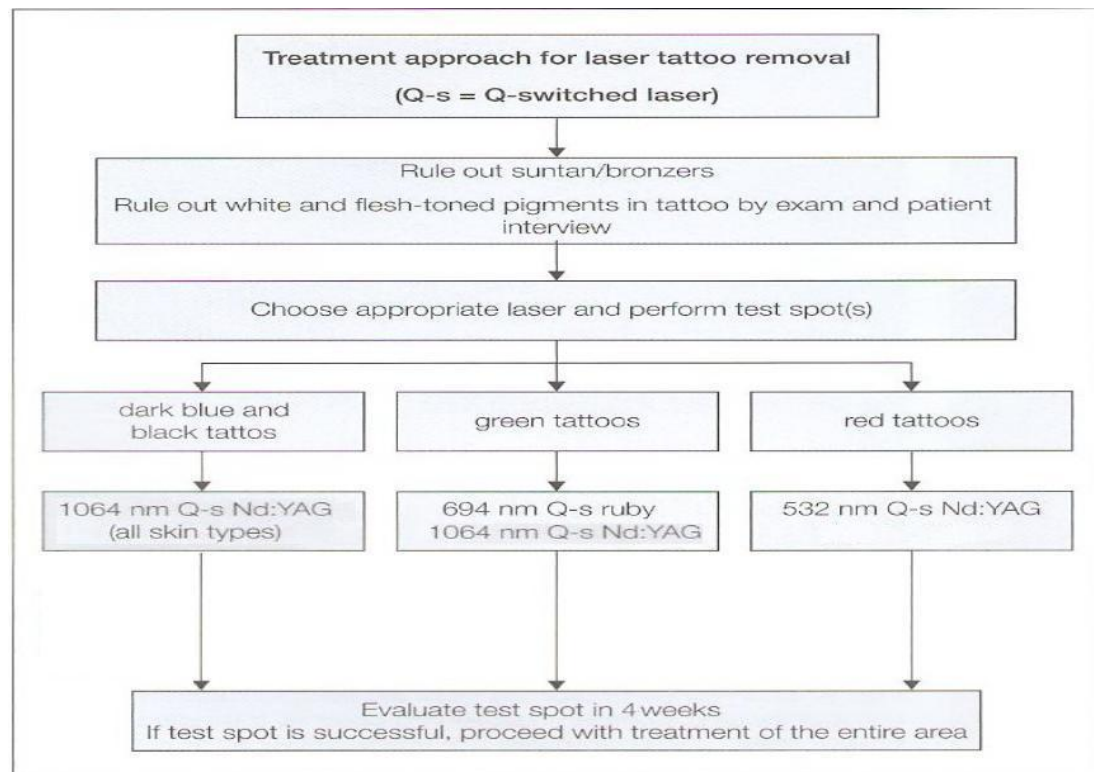 Treatment approach for laser tattoo removal
(Q-s = Q-switched laser)
Rule out suntan/bronzers
Rule out white and flesh-toned pigments in tattoo by exam and patient
interview
Choose appropriate laser and perform test spot(s)
dark blue and
black tattos
green tattoos
red tattoos
1064 nm Q-s Nd:YAG
(all skin types)
694 nm Q-s ruby
1064 nm Q-s Nd:YAG
532 nm Q-s Nd:YAG
Evaluate test spot in 4 weeks
If test spot is successful, proceed with treatment of the entire area